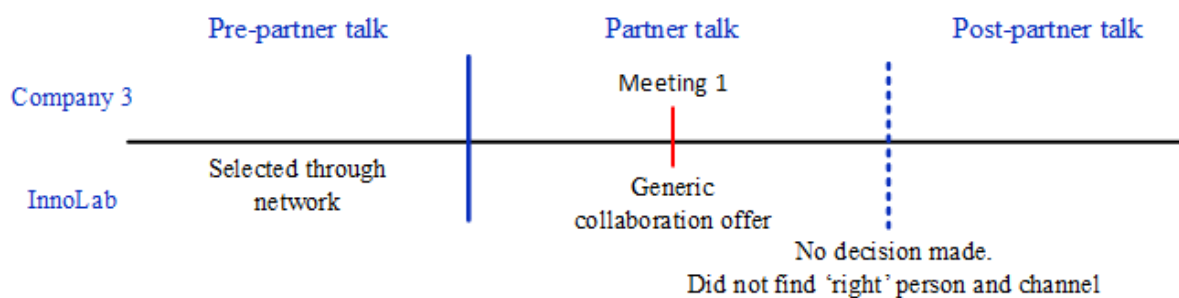 Pre-partner talk
Partner talk
Post-partner talk
Company 3
Meeting 1
InnoLab
Selected through
network
Generic
collaboration offer
No decision made.
Did not find ‘right’ person and channel